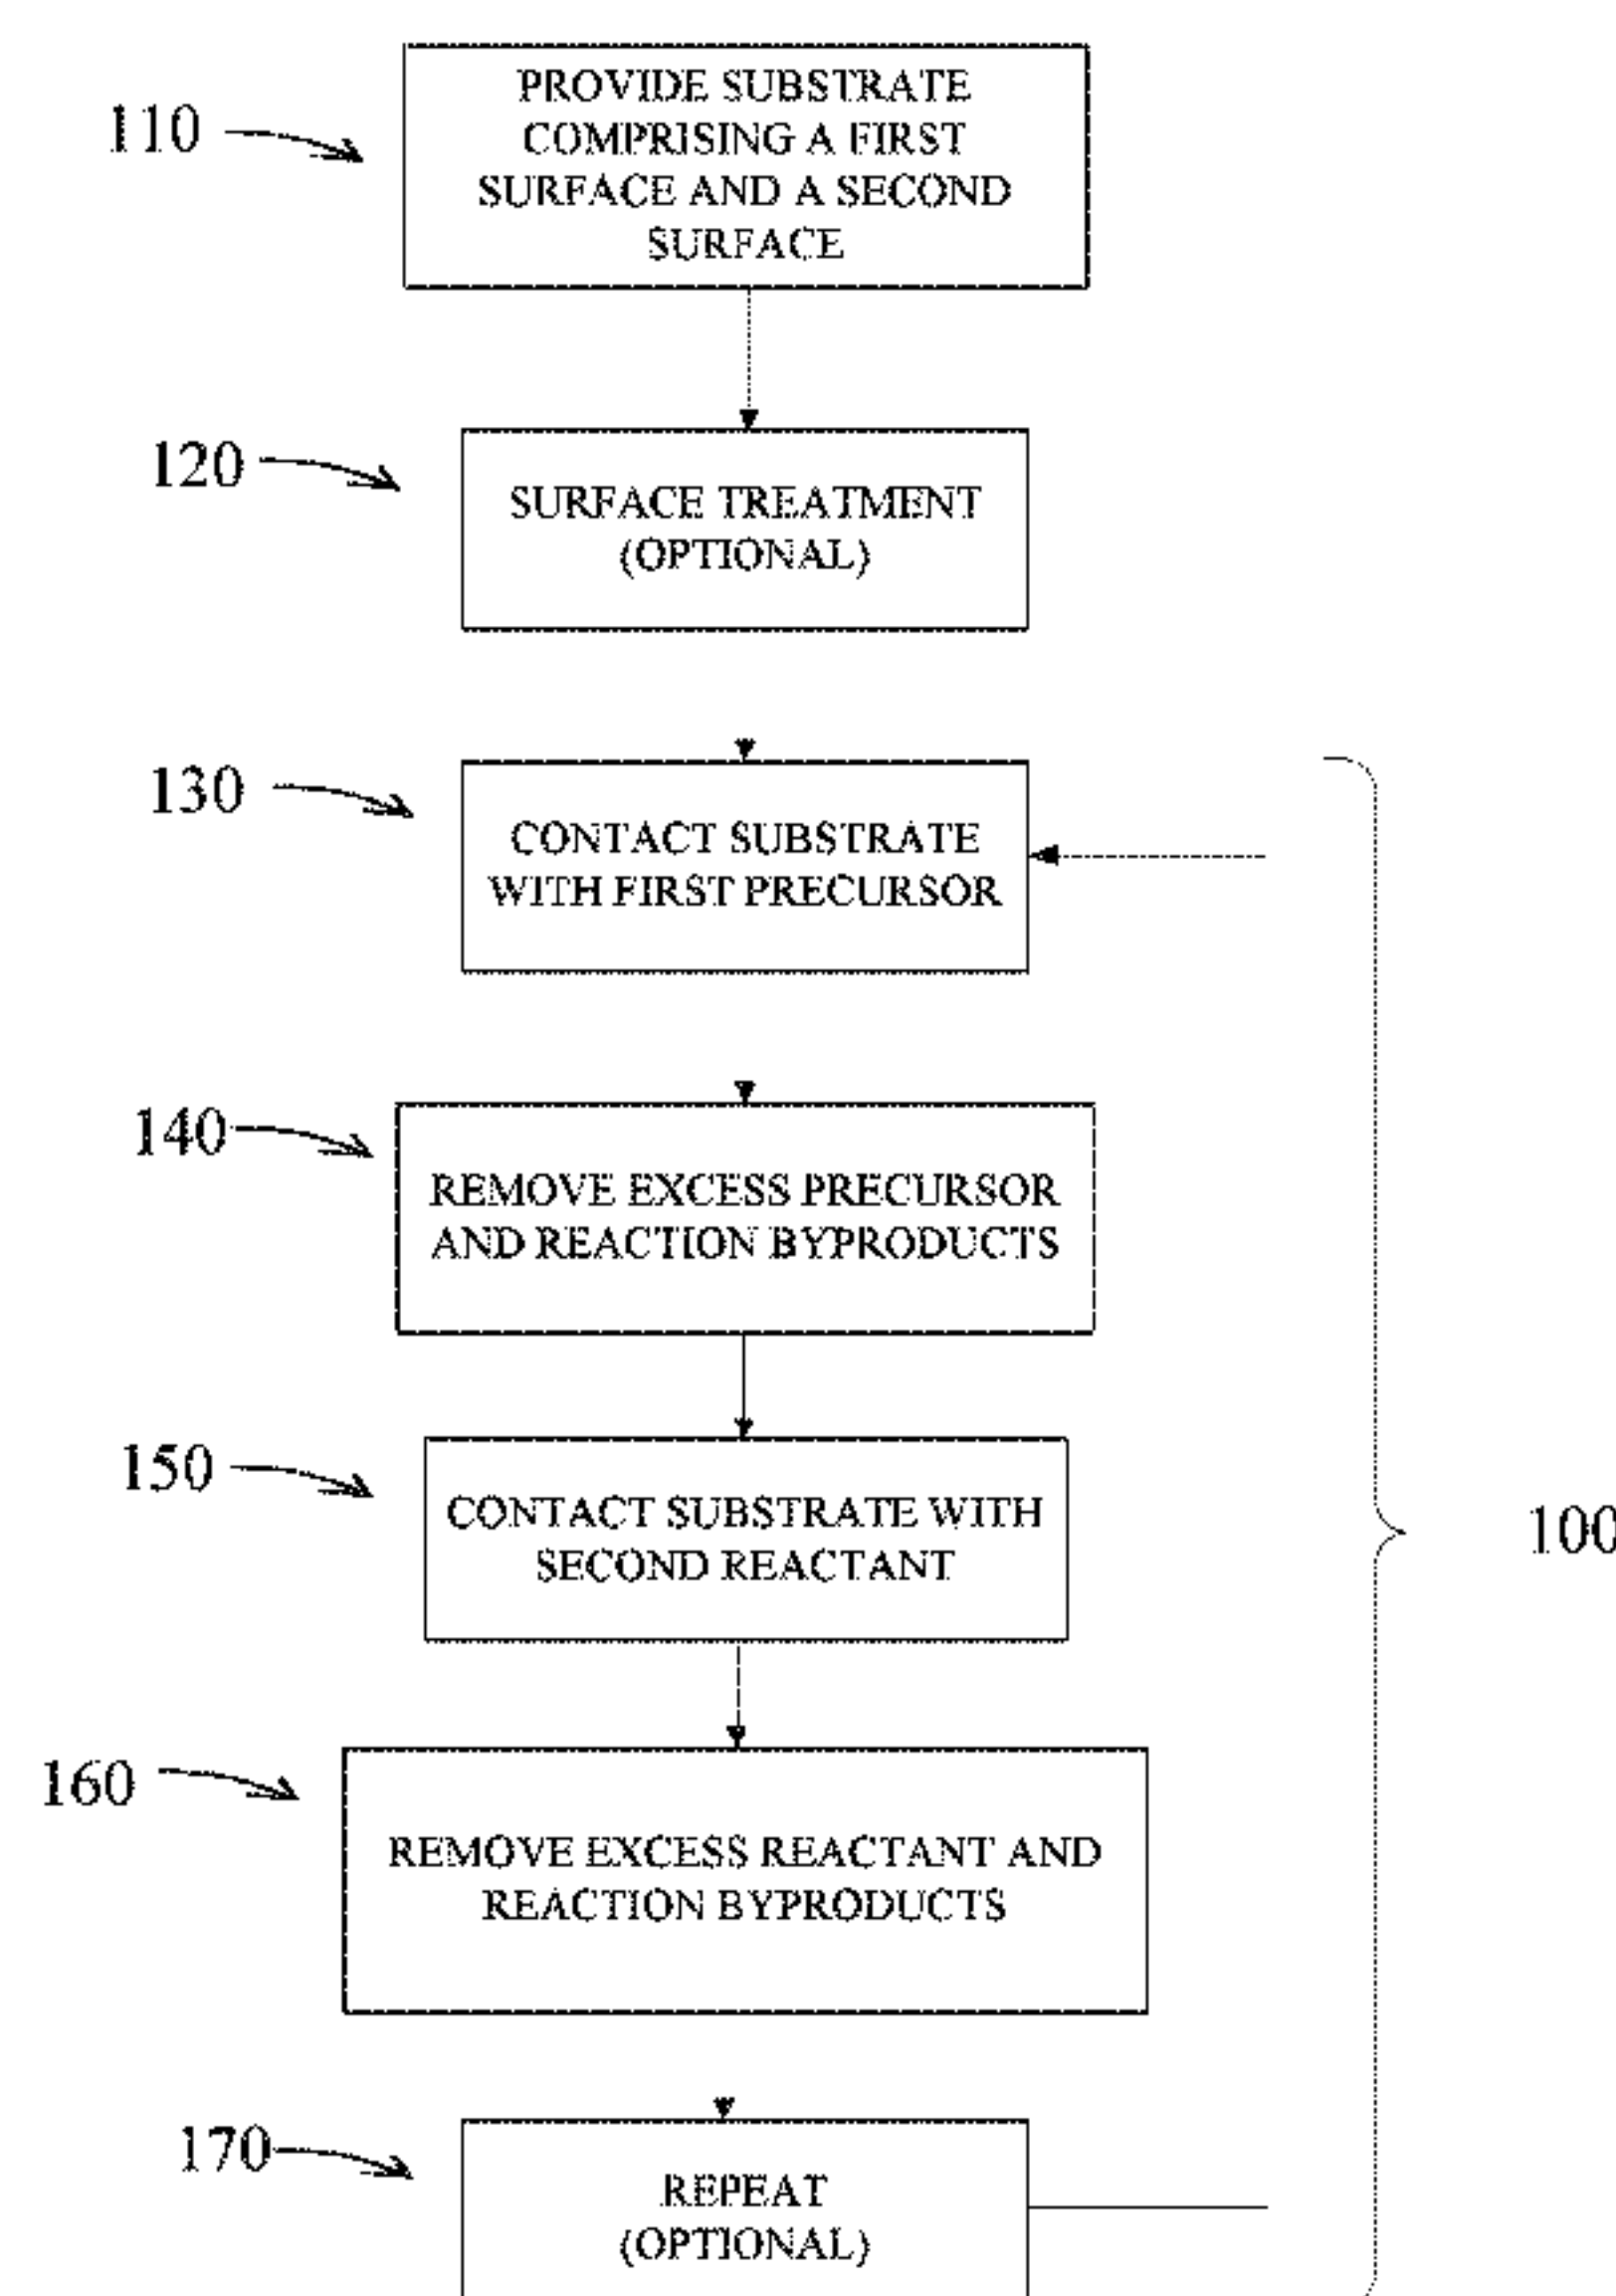 110
PROVIDE SUBSTRATE
COMPRISING A FIRST
SURFACE AND A SECOND
SURFACE
120
SURFACE TREATMENT
(OPTIONAL)
130
CONTACT SUBSTRATE
WITH FIRST PRECURSOR
140
REMOVE EXCESS PRECURSOR
AND REACTION BYPRODUCTS
150
CONTACT SUBSTRATE WITH
SECOND REACTANT
100
160
REMOVE EXCESS REACTANT AND
REACTION BYPRODUCTS
170
REPEAT
(OPTIONAL)